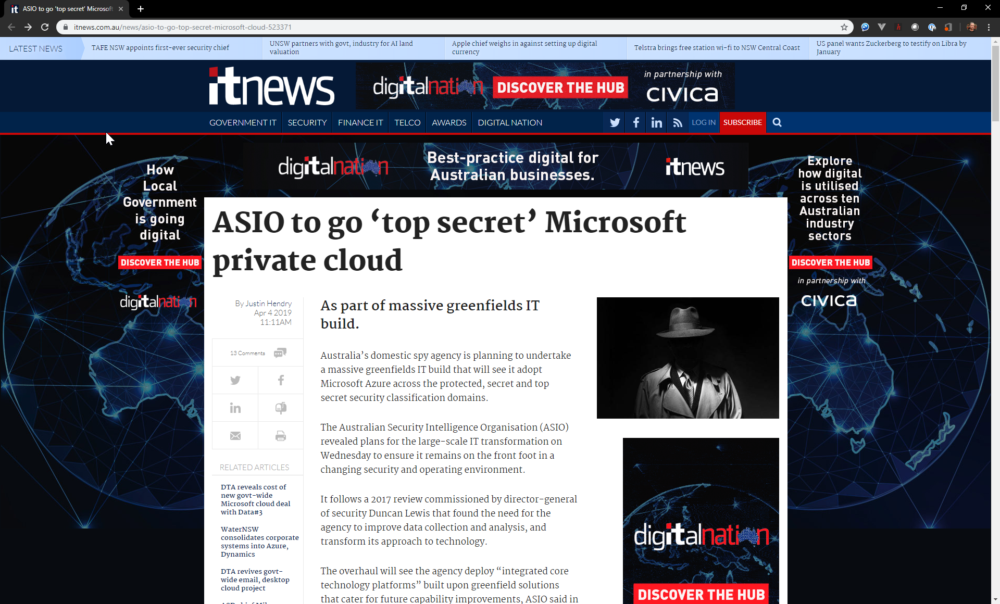 ASIO to go 'top secret' Microsoft
itnews.com.au/news/asio-to-go-top-secret-microsoft-cloud-523371
LATEST NEWS
TAFE NSW appoints first-ever security chief
UNSW partners with govt, industry for AI land
valuation
Apple chief weighs in against setting up digital
currency
Telstra brings free station wi-fi to NSW Central Coast
US panel wants Zuckerberg to testify on Libra by
January
itnews
digitalnation
DISCOVER THE HUB
in partnership with
CIVICA
GOVERNMENT IT
SECURITY
FINANCE IT
TELCO
AWARDS
DIGITAL NATION
LOG IN
SUBSCRIBE
digitalnation
Best-practice digital for
Australian businesses.
itnews
How
Local
Government
is going
digital
DISCOVER THE HUB
digitalnation
Explore
how digital
is utilised
across ten
Australian
industry
sectors
DISCOVER THE HUB
in partnership with
CIVICA
ASIO to go ‘top secret’ Microsoft
private cloud
By Justin Hendry
Apr 4 2019
11:11AM
13 Comments
RELATED ARTICLES
DTA reveals cost of
new govt-wide
Microsoft cloud deal
with Data#3
WaterNSW
consolidates corporate
systems into Azure,
Dynamics
DTA revives govt-
wide email, desktop
cloud project
As part of massive greenfields IT
build.
Australia’s domestic spy agency is planning to undertake
a massive greenfields IT build that will see it adopt
Microsoft Azure across the protected, secret and top
secret security classification domains.
The Australian Security Intelligence Organisation (ASIO)
revealed plans for the large-scale IT transformation on
Wednesday to ensure it remains on the front foot in a
changing security and operating environment.
It follows a 2017 review commissioned by director-general
of security Duncan Lewis that found the need for the
agency to improve data collection and analysis, and
transform its approach to technology.
The overhaul will see the agency deploy “integrated core
technology platforms” built upon greenfield solutions
that cater for future capability improvements, ASIO said in
digitalnation
DISCOVER THE HUB